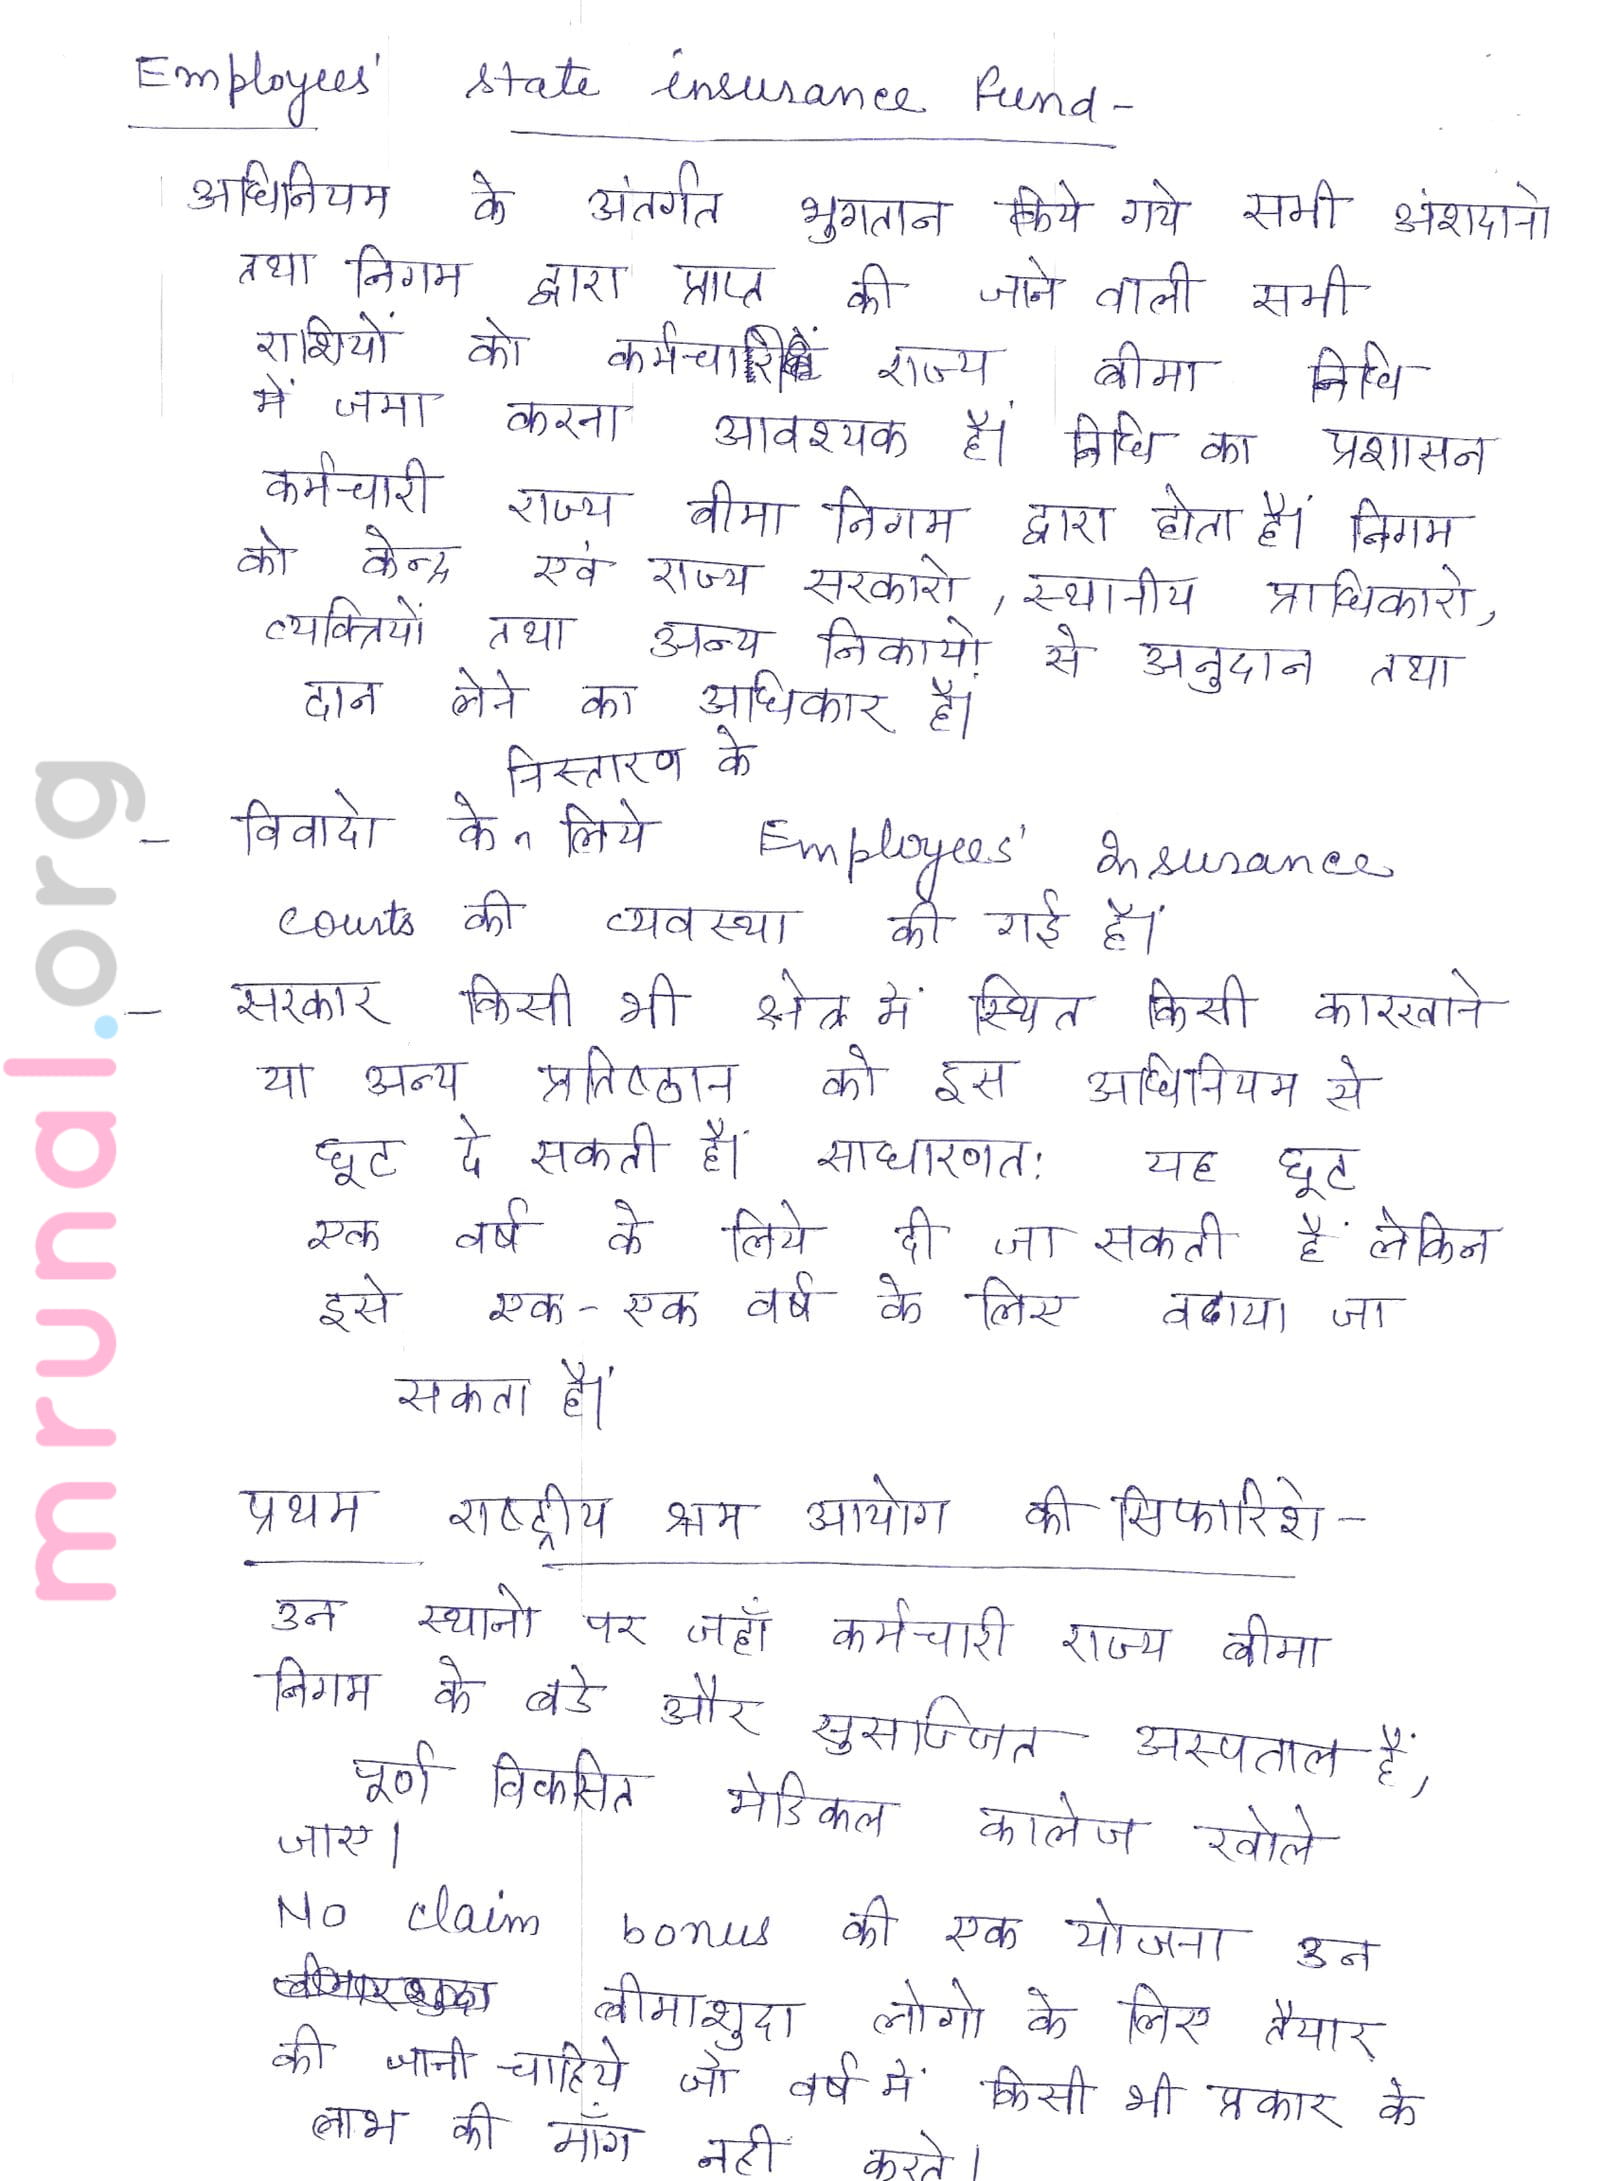 Employees' state insurance Fund -
अधिनियम के अंतर्गत भुगतान किये गये सभी अंशदानो
तथा निगम द्वारा प्राप्त की जाने वाली सभी
राशियों को कर्मचारी राज्य बीमा निधि
में जमा करना आवश्यक हैं। निधि का प्रशासन
कर्मचारी राज्य बीमा निगम द्वारा होता हैं। निगम
को केन्द्र एवं राज्य सरकारो, स्थानीय प्राधिकारो,
व्यक्तियों तथा अन्य निकायो से अनुदान तथा
दान लेने का अधिकार हैं।
निस्तारण के
- विवादो के लिये Employees' Insurance
courts की व्यवस्था की गई हैं।
- सरकार किसी भी क्षेत्र में स्थित किसी कारखाने
या अन्य प्रतिष्ठान को इस अधिनियम से
छूट दे सकती हैं। साधारणत: यह छूट
एक वर्ष के लिये दी जा सकती हैं लेकिन
इसे एक-एक वर्ष के लिए बढाया जा
सकता हैं।
प्रथम राष्ट्रीय श्रम आयोग की सिफारिशे -
उन स्थानो पर जहाँ कर्मचारी राज्य बीमा
निगम के बडे और सुसज्जित अस्पताल हैं,
पूर्ण विकसित मेडिकल कालेज खोले
जाए।
No claim bonus की एक योजना उन
बीमाशुदा लोगो के लिए तैयार
की जानी चाहिये जो वर्ष में किसी भी प्रकार के
लाभ की माँग नही करते।
mrunal.org